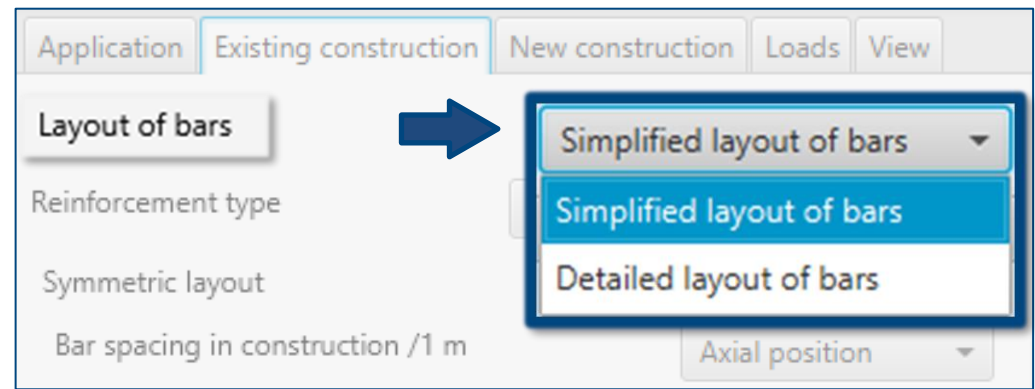 Application Existing construction New construction Loads View
Layout of bars Simplified layout of bars
Simplified layout of bars
Reinforcement type
Detailed layout of bars
Symmetric layout
Bar spacing in construction /1 m Axial position